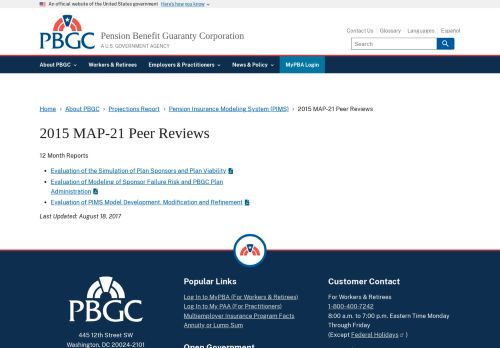 An official website of the United States government Here's how you know
PBGC
Pension Benefit Guaranty Corporation
A U.S. GOVERNMENT AGENCY
Contact Us Glossary Languages Español
Search
About PBGC Workers & Retirees Employers & Practitioners News & Policy MyPBA Login
Home › About PBGC › Projections Report › Pension Insurance Modeling System (PIMS) › 2015 MAP-21 Peer Reviews
2015 MAP-21 Peer Reviews
12 Month Reports
Evaluation of the Simulation of Plan Sponsors and Plan Viability
Evaluation of Modeling of Sponsor Failure Risk and PBGC Plan
Administration
Evaluation of PIMS Model Development, Modification and Refinement
Last Updated: August 18, 2017
PBGC
445 12th Street SW
Washington, DC 20024-2101
Popular Links
Log In to MyPBA (For Workers & Retirees)
Log In to My PAA (For Practitioners)
Multiemployer Insurance Program Facts
Annuity or Lump Sum
Open Government
Customer Contact
For Workers & Retirees
1-800-400-7242
8:00 a.m. to 7:00 p.m. Eastern Time Monday
Through Friday
(Except Federal Holidays )